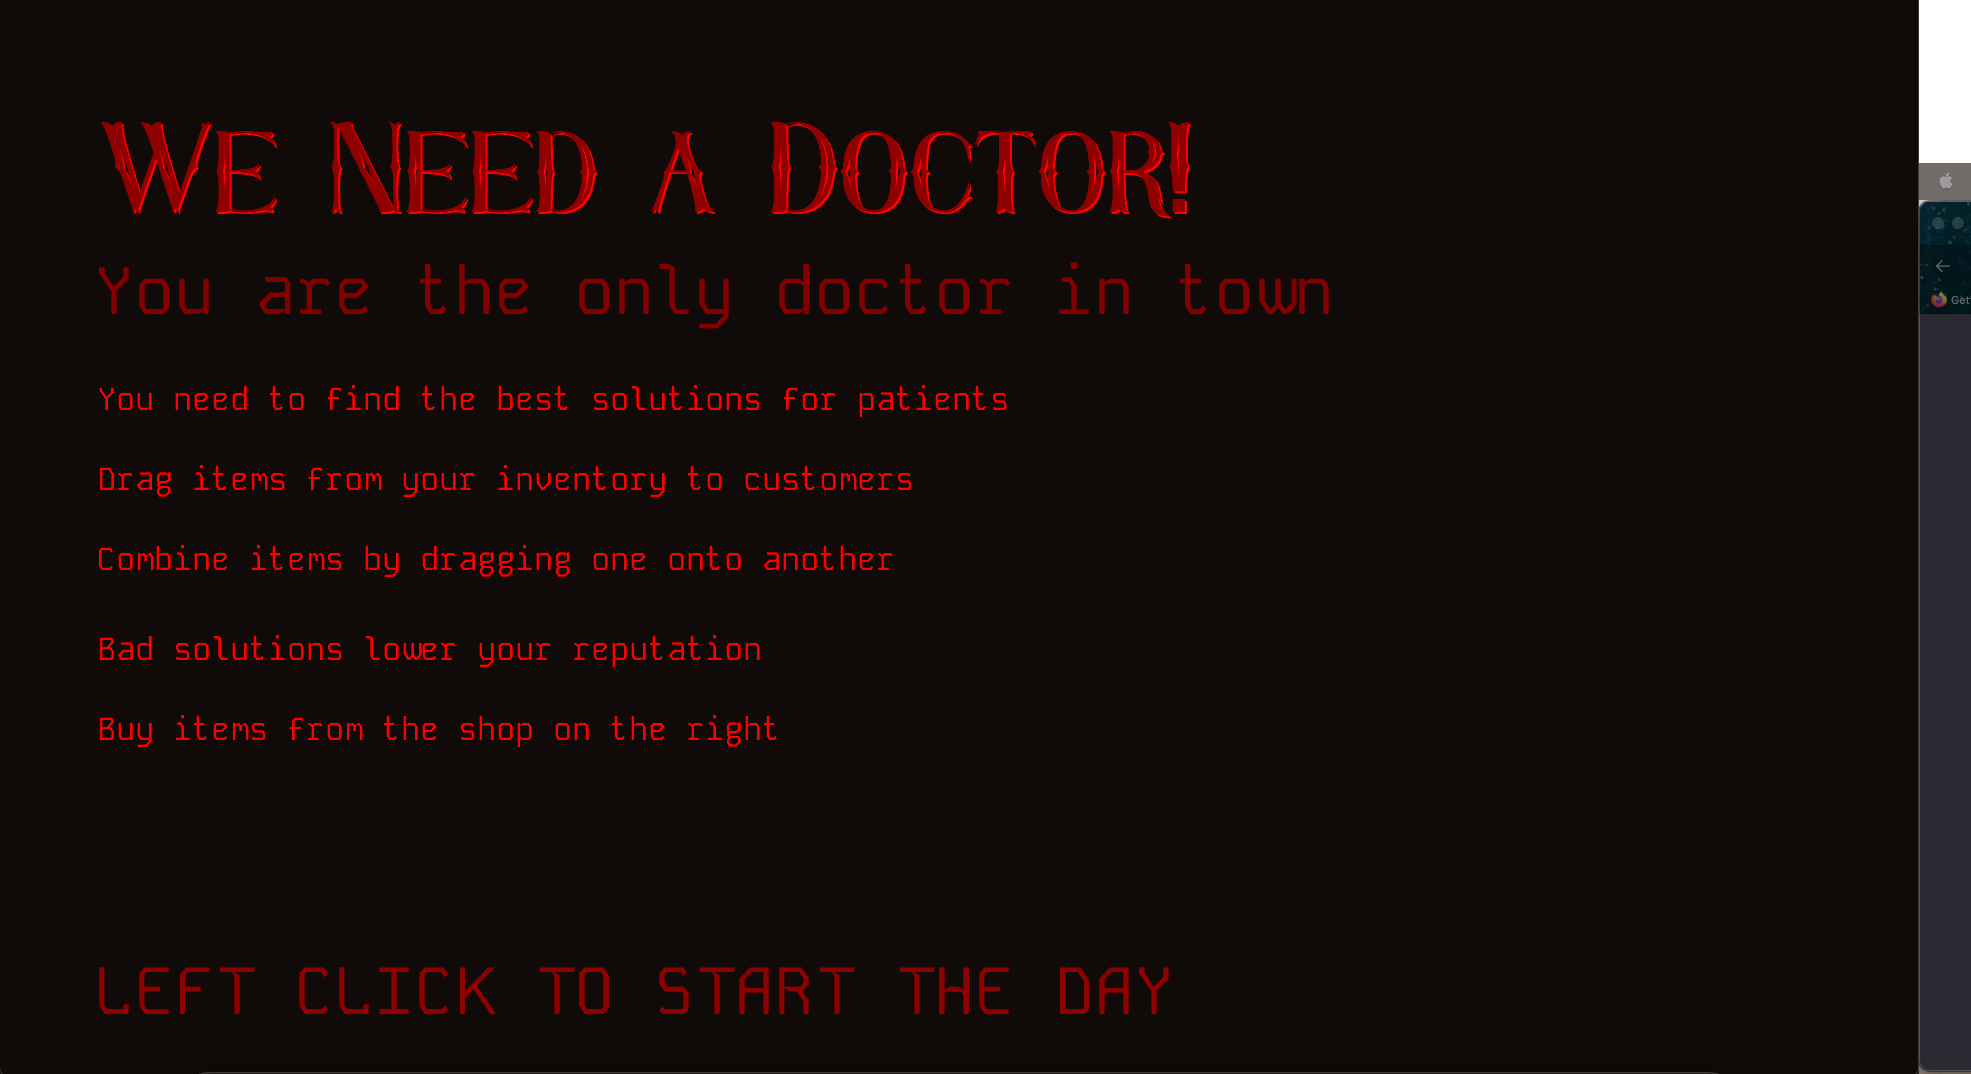 We Need a Doctor!
You are the only doctor in town
You need to find the best solutions for patients
Drag items from your inventory to customers
Combine items by dragging one onto another
Bad solutions lower your reputation
Buy items from the shop on the right
LEFT CLICK TO START THE DAY